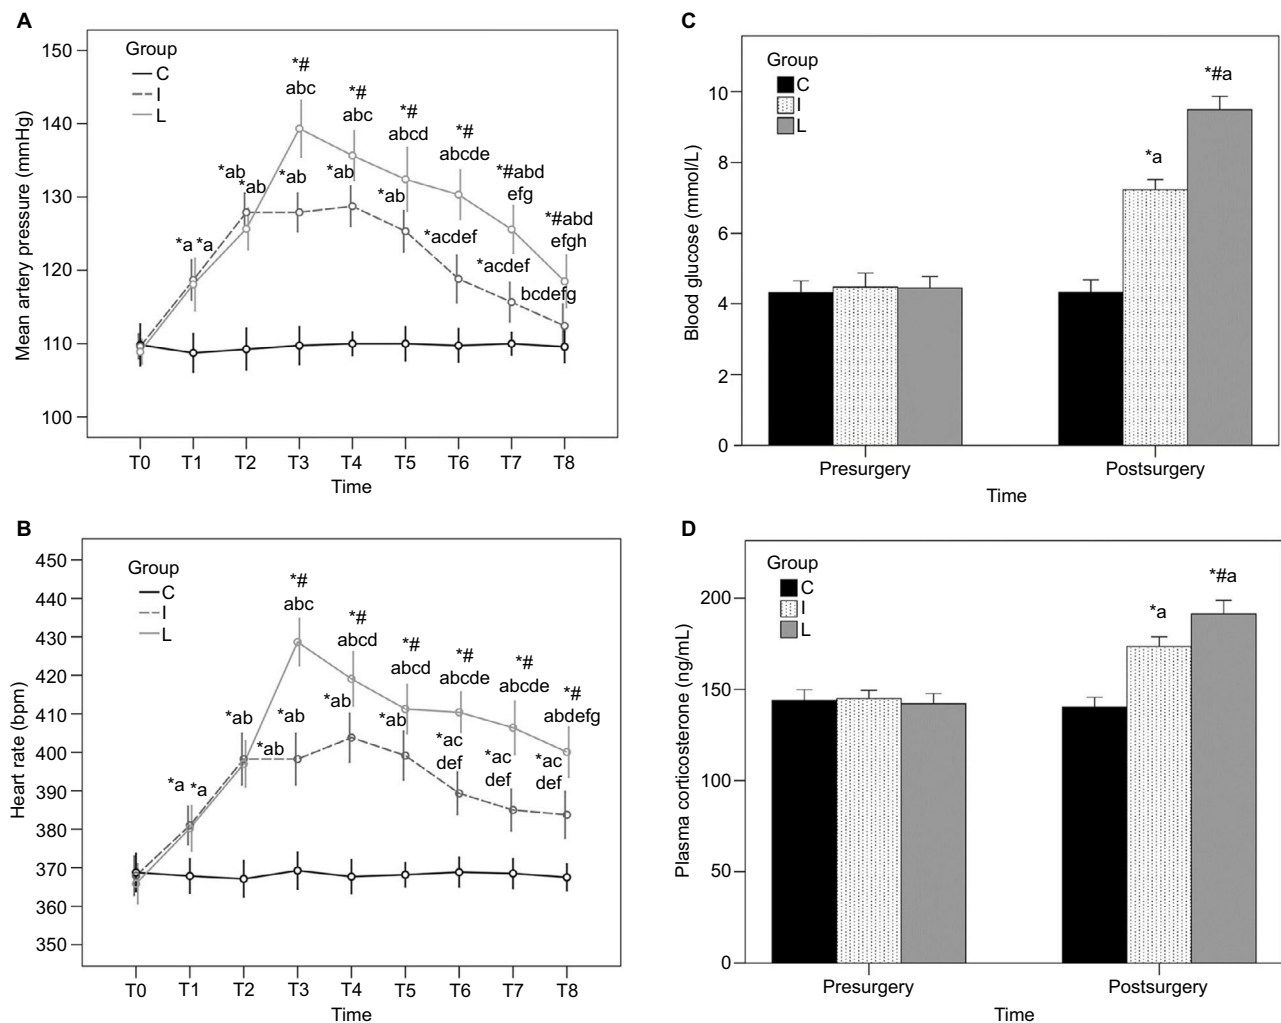 A
Mean artery pressure (mmHg)
150
140
130
120
110
100
Group
C
I
L
*#
abc
*#
abc
*#
abcd
*#
abcde
*#abd
efg
*#abd
efgh
*ab
*ab
*ab
*ab
*ab
*a
*a
*acdef
*acdef
bcdefg
T0 T1 T2 T3 T4 T5 T6 T7 T8
Time
B
Heart rate (bpm)
450
440
430
420
410
400
390
380
370
360
350
Group
C
I
L
*#
abc
*#
abcd
*#
abcd
*#
abcde
*#
abcde
*#
abdefg
*ab
*ab
*ab
*ab
*ab
*a
*a
*ac
def
*ac
def
*ac
def
T0 T1 T2 T3 T4 T5 T6 T7 T8
Time
C
Blood glucose (mmol/L)
10
8
6
4
2
0
Group
C
I
L
*a
*#a
Presurgery Postsurgery
Time
D
Plasma corticosterone (ng/mL)
200
150
100
50
0
Group
C
I
L
*a
*#a
Presurgery Postsurgery
Time